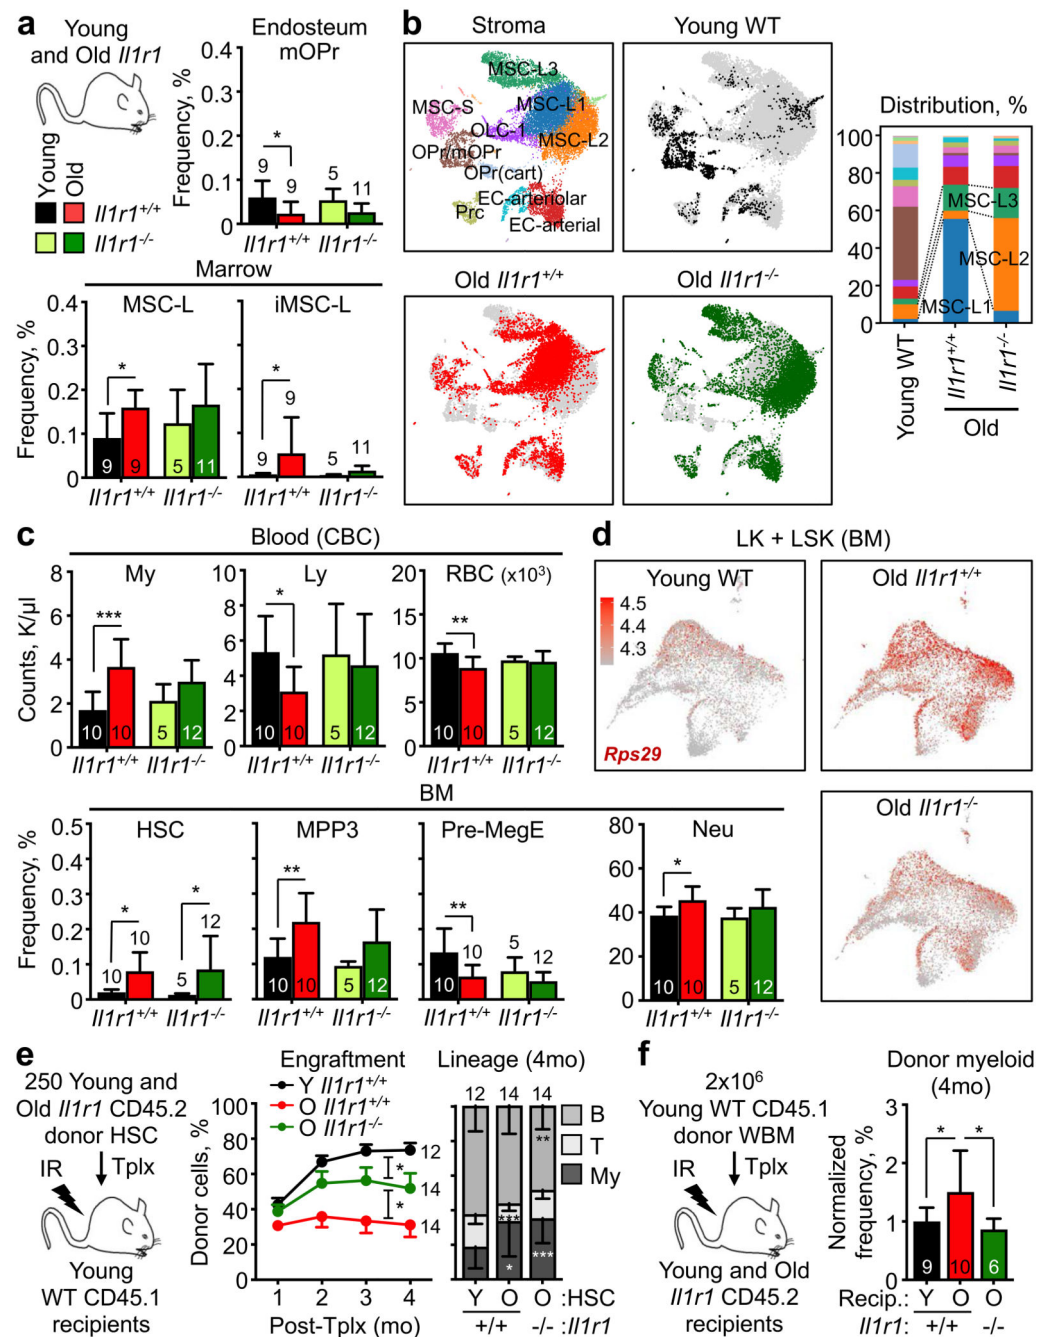 a
Young
and Old Il1r1
Young
Old
Il1r1+/+
Il1r1-/-
Endosteum
mOPr
Frequency, %
0.4
0.3
0.2
0.1
0
*
9
9
5
11
Il1r1+/+ Il1r1-/-
Marrow
MSC-L
iMSC-L
Frequency, %
0.4
0.3
0.2
0.1
0
*
9
9
5
11
Il1r1+/+ Il1r1-/-
*
9
9
5
11
Il1r1+/+ Il1r1-/-
b
Stroma
MSC-L3
MSC-S
MSC-L1
OLC-1
MSC-L2
OPr/mOPr
OPr(cart)
EC-arteriolar
Prc
EC-arterial
Young WT
Old Il1r1+/+
Old Il1r1-/-
Distribution, %
100
80
60
40
20
0
MSC-L3
MSC-L2
MSC-L1
Young WT
Il1r1+/+
Il1r1-/-
Old
c
Blood (CBC)
My
Ly
RBC (x10³)
Counts, K/µl
8
6
4
2
0
***
10
10
5
12
Il1r1+/+ Il1r1-/-
10
8
6
4
2
0
*
10
10
5
12
Il1r1+/+ Il1r1-/-
20
15
10
5
0
**
10
10
5
12
Il1r1+/+ Il1r1-/-
BM
HSC
MPP3
Pre-MegE
Neu
Frequency, %
0.5
0.4
0.3
0.2
0.1
0
*
*
10
10
5
12
Il1r1+/+ Il1r1-/-
**
10
10
5
12
Il1r1+/+ Il1r1-/-
**
10
10
5
12
Il1r1+/+ Il1r1-/-
80
60
40
20
0
*
10
10
5
12
Il1r1+/+ Il1r1-/-
d
LK + LSK (BM)
Young WT
4.5
4.4
4.3
Rps29
Old Il1r1+/+
Old Il1r1-/-
e
250 Young and
Old Il1r1 CD45.2
donor HSC
IR
Tplx
Young
WT CD45.1
recipients
Engraftment
Y Il1r1+/+
O Il1r1+/+
O Il1r1-/-
Donor cells, %
100
80
60
40
20
0
12
*
14
*
14
1 2 3 4
Post-Tplx (mo)
Lineage (4mo)
12 14 14
B
T
My
**
***
*
***
Y O O :HSC
+/+ -/- :Il1r1
f
2x10⁶
Young WT CD45.1
donor WBM
IR
Tplx
Young and Old
Il1r1 CD45.2
recipients
Donor myeloid
(4mo)
Normalized
frequency, %
3
2
1
0
* *
9
10
6
Recip.: Y O O
Il1r1: +/+ -/-